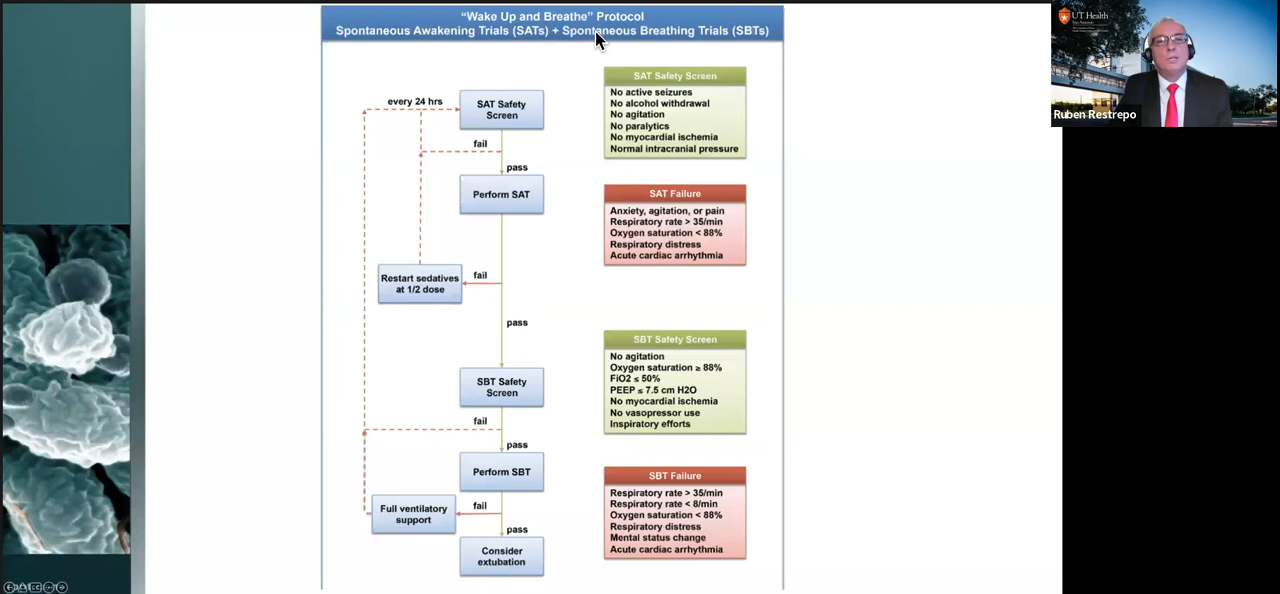 “Wake Up and Breathe” Protocol
Spontaneous Awakening Trials (SATs) + Spontaneous Breathing Trials (SBTs)
every 24 hrs
SAT Safety
Screen
fail
pass
Perform SAT
Restart sedatives
at 1/2 dose
fail
pass
SBT Safety
Screen
fail
pass
Perform SBT
Full ventilatory
support
fail
pass
Consider
extubation
SAT Safety Screen
No active seizures
No alcohol withdrawal
No agitation
No paralytics
No myocardial ischemia
Normal intracranial pressure
SAT Failure
Anxiety, agitation, or pain
Respiratory rate > 35/min
Oxygen saturation < 88%
Respiratory distress
Acute cardiac arrhythmia
SBT Safety Screen
No agitation
Oxygen saturation ≥ 88%
FiO2 ≤ 50%
PEEP ≤ 7.5 cm H2O
No myocardial ischemia
No vasopressor use
Inspiratory efforts
SBT Failure
Respiratory rate > 35/min
Respiratory rate < 8/min
Oxygen saturation < 88%
Respiratory distress
Mental status change
Acute cardiac arrhythmia
UT Health
Ruben Restrepo